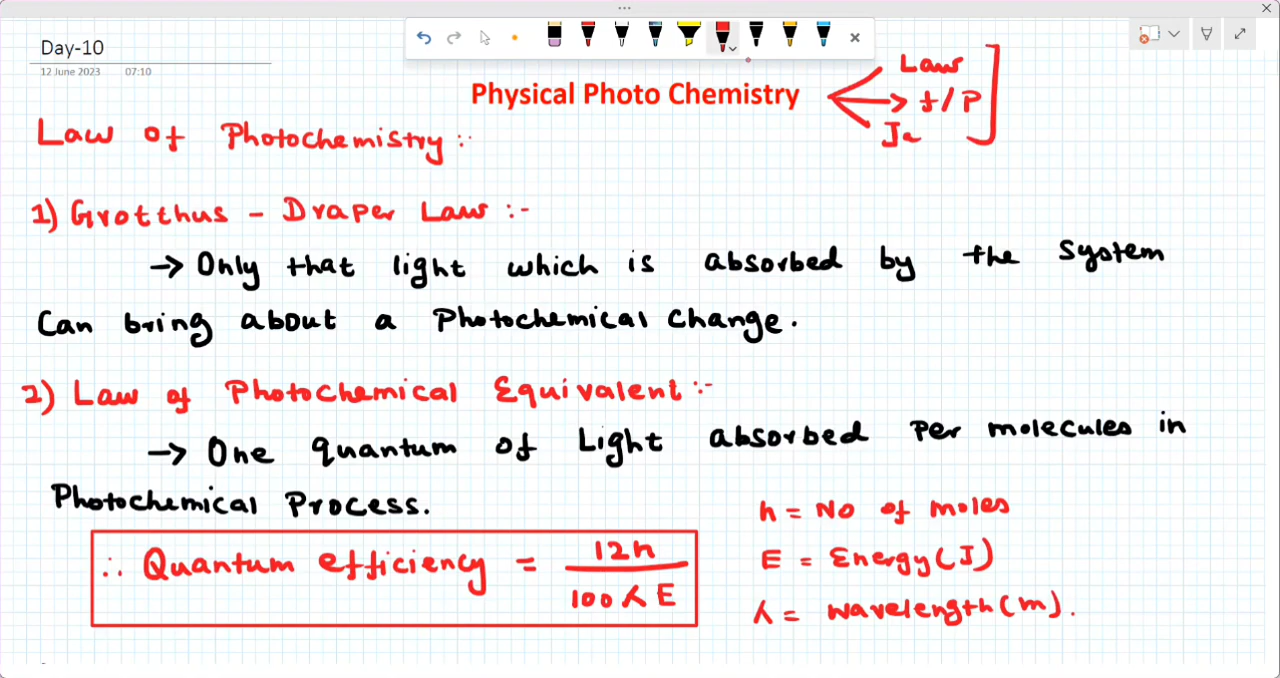 Day-10
12 June 2023 07:10
Physical Photo Chemistry
Law
f/P
Ja
Law of Photochemistry :-
1) Grotthus - Draper Law :-
→ Only that light which is absorbed by the system
Can bring about a Photochemical change.
2) Law of Photochemical Equivalent :-
→ One quantum of Light absorbed Per molecules in
Photochemical Process.
∴ Quantum efficiency = 12n / 100 λ E
n = No of moles
E = Energy (J)
λ = Wavelength (m).